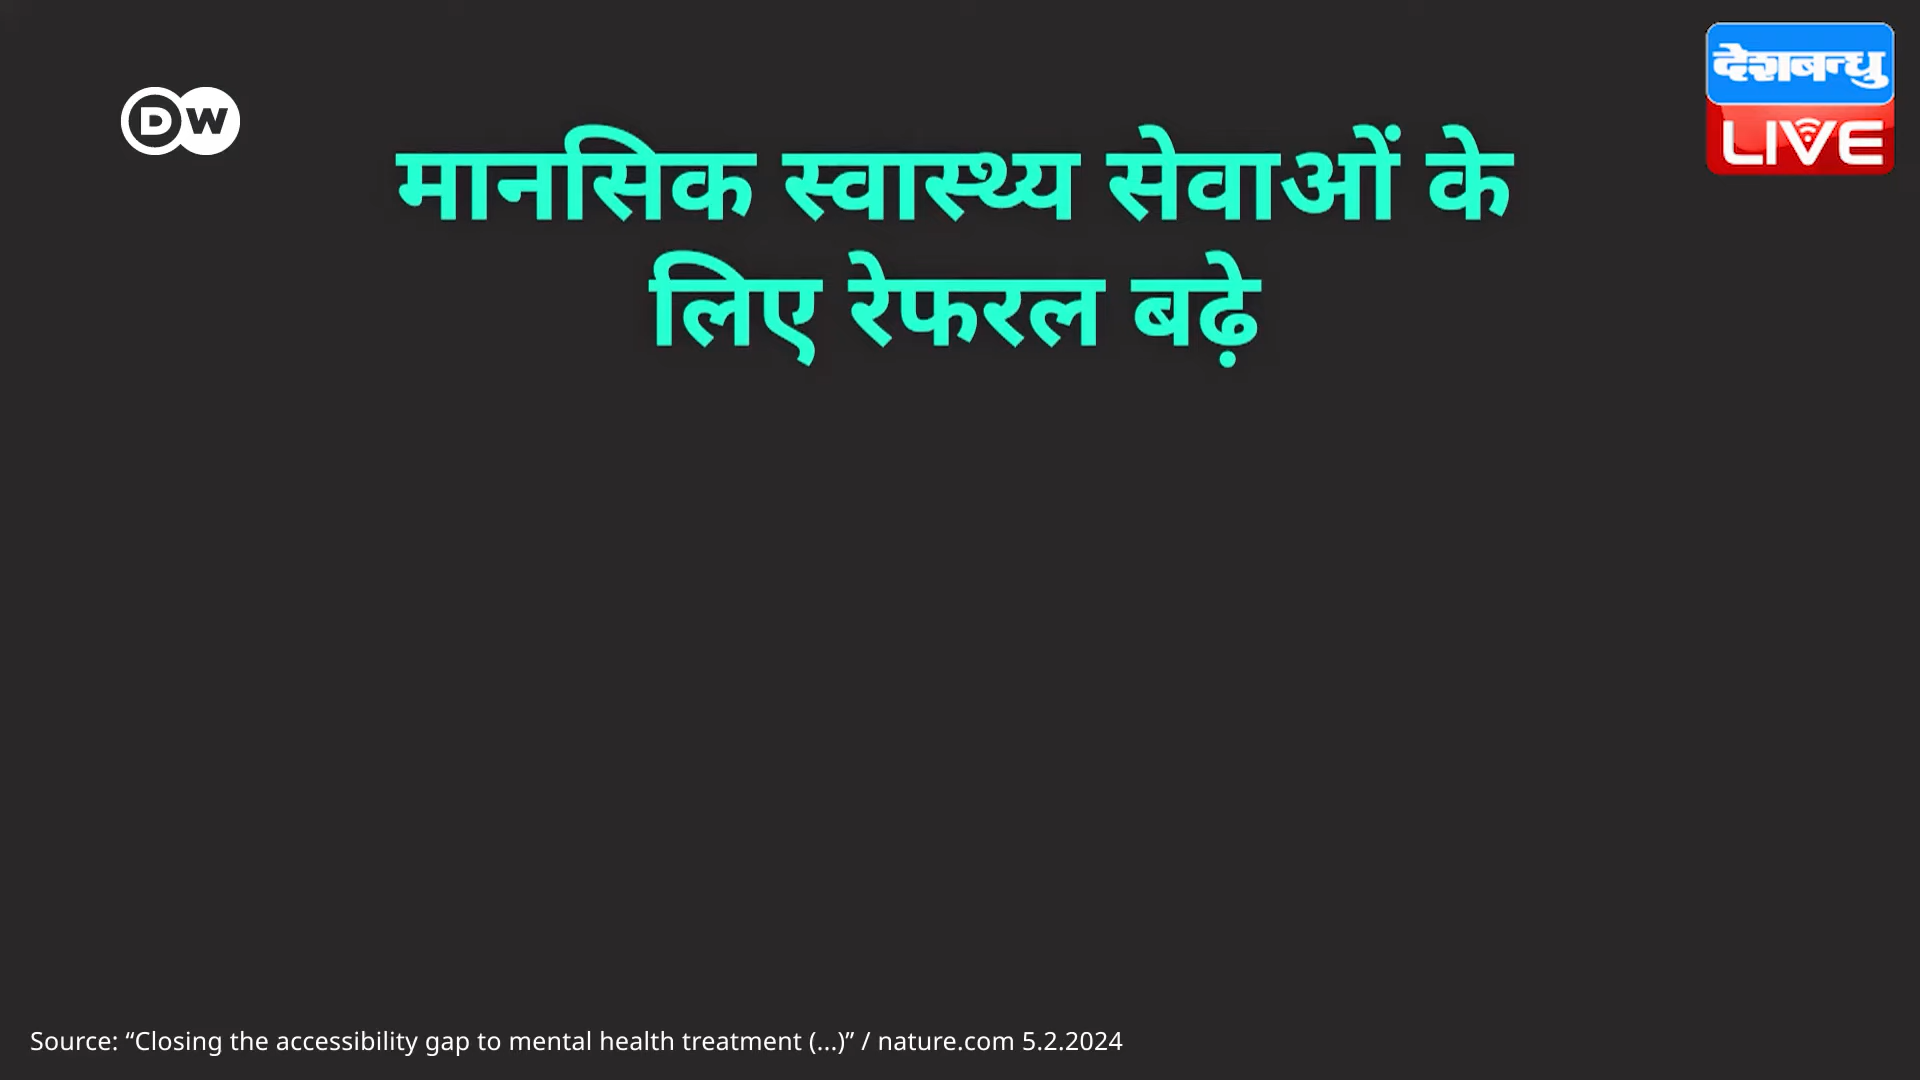 DW
देशबन्धु
LIVE
मानसिक स्वास्थ्य सेवाओं के
लिए रेफरल बढ़े
Source: “Closing the accessibility gap to mental health treatment (...)” / nature.com 5.2.2024